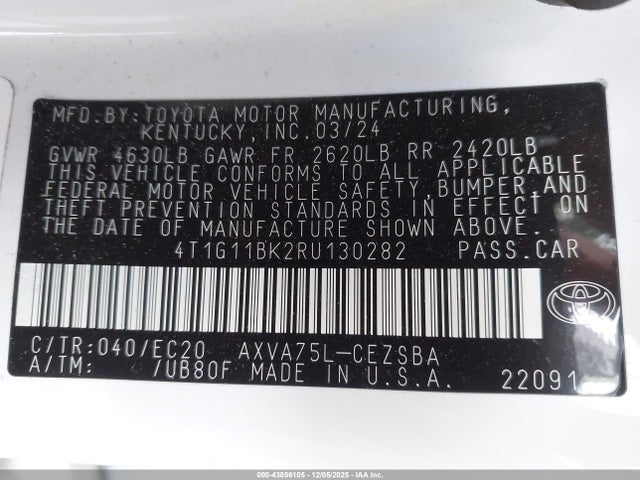 MFD.BY:TOYOTA MOTOR MANUFACTURING,
KENTUCKY, INC. 03/24
GVWR 4630LB GAWR FR 2620LB RR 2420LB
THIS VEHICLE CONFORMS TO ALL APPLICABLE
FEDERAL MOTOR VEHICLE SAFETY, BUMPER, AND
THEFT PREVENTION STANDARDS IN EFFECT ON
THE DATE OF MANUFACTURE SHOWN ABOVE.
4T1G11BK2RU130282 PASS.CAR
C/TR:040/EC20 AXVA75L-CEZSBA
A/TM: /UB80F MADE IN U.S.A. 22091
000-43856105 - 12/05/2025 - IAA Inc.